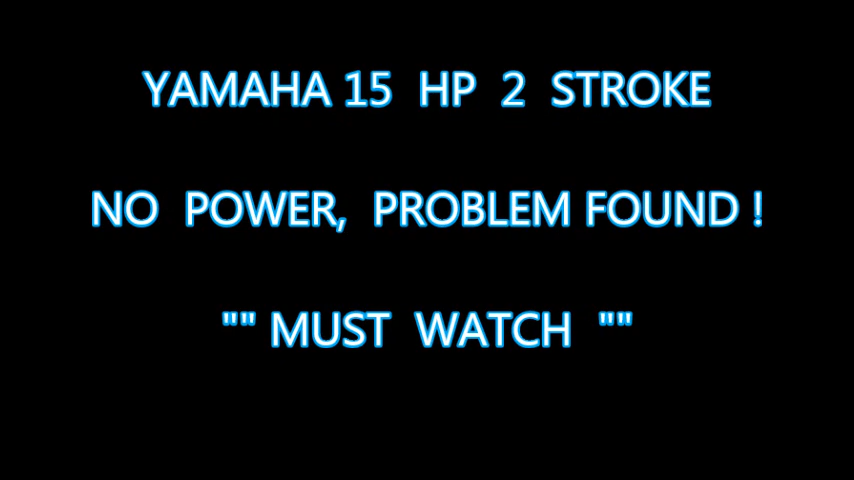 YAMAHA 15 HP 2 STROKE
NO POWER, PROBLEM FOUND !
"" MUST WATCH ""